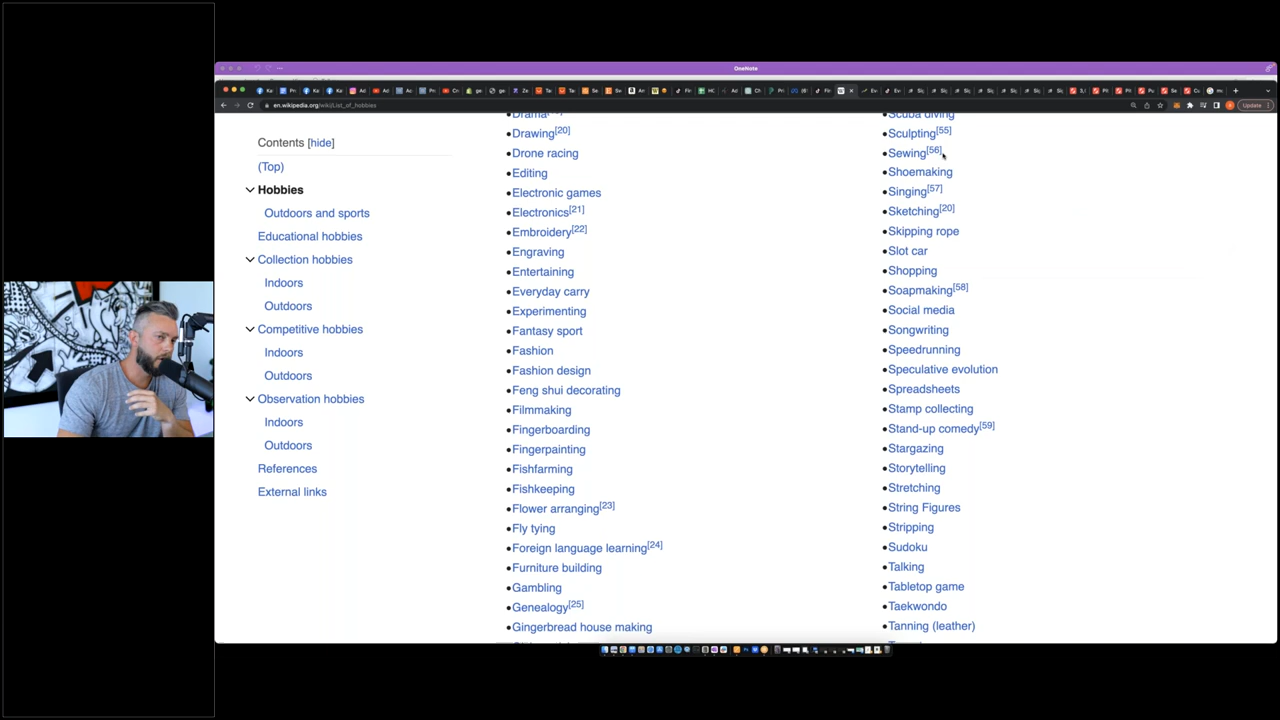 OneNote
Update
en.wikipedia.org/wiki/List_of_hobbies
Contents [hide]
(Top)
Hobbies
Outdoors and sports
Educational hobbies
Collection hobbies
Indoors
Outdoors
Competitive hobbies
Indoors
Outdoors
Observation hobbies
Indoors
Outdoors
References
External links
Drawing[20]
Drone racing
Editing
Electronic games
Electronics[21]
Embroidery[22]
Engraving
Entertaining
Everyday carry
Experimenting
Fantasy sport
Fashion
Fashion design
Feng shui decorating
Filmmaking
Fingerboarding
Fingerpainting
Fishfarming
Fishkeeping
Flower arranging[23]
Fly tying
Foreign language learning[24]
Furniture building
Gambling
Genealogy[25]
Gingerbread house making
Scuba diving
Sculpting[55]
Sewing[56]
Shoemaking
Singing[57]
Sketching[20]
Skipping rope
Slot car
Shopping
Soapmaking[58]
Social media
Songwriting
Speedrunning
Speculative evolution
Spreadsheets
Stamp collecting
Stand-up comedy[59]
Stargazing
Storytelling
Stretching
String Figures
Stripping
Sudoku
Talking
Tabletop game
Taekwondo
Tanning (leather)